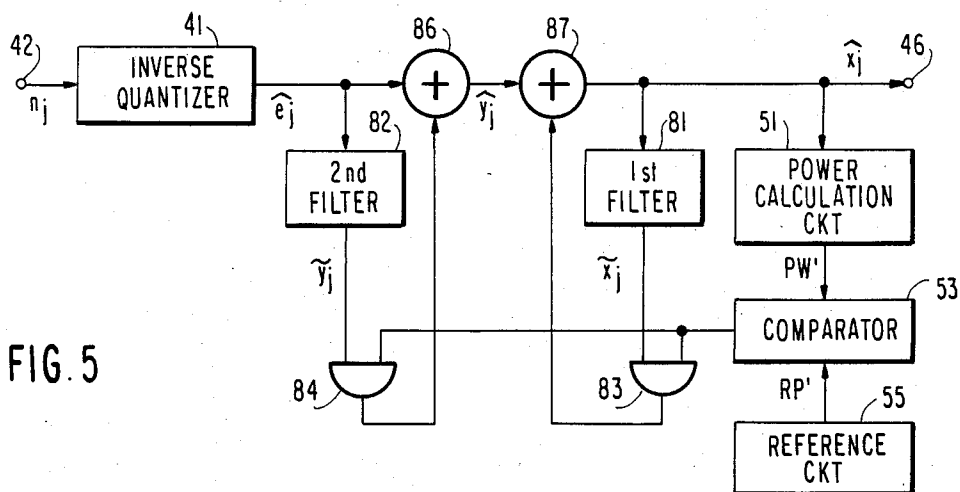 41
86
87
42
INVERSE
QUANTIZER
n_j
ê_j
+
ŷ_j
+
x̂_j
46
82
2nd
FILTER
81
1st
FILTER
51
POWER
CALCULATION
CKT
ỹ_j
x̃_j
PW'
53
COMPARATOR
FIG. 5
84
83
RP'
55
REFERENCE
CKT